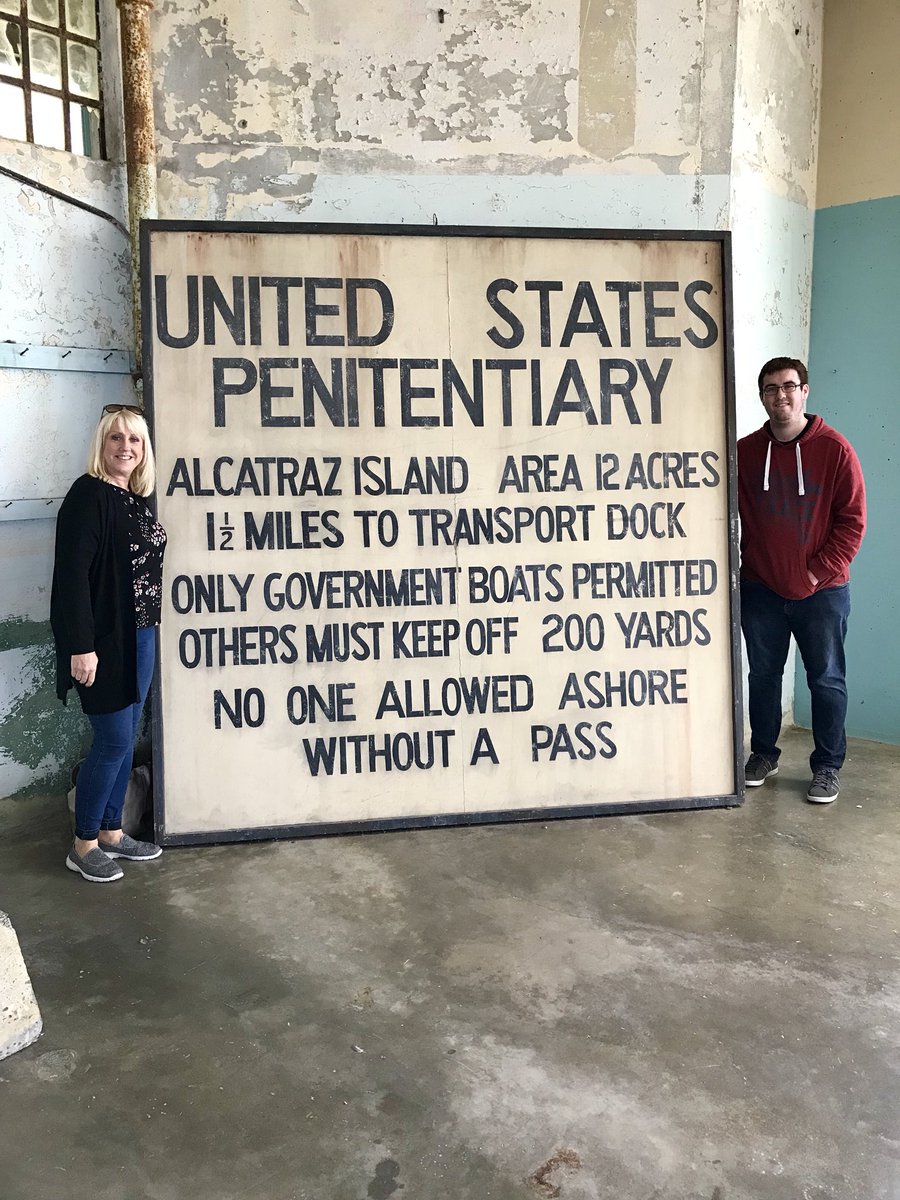 UNITED STATES
PENITENTIARY
ALCATRAZ ISLAND AREA 12 ACRES
1½ MILES TO TRANSPORT DOCK
ONLY GOVERNMENT BOATS PERMITTED
OTHERS MUST KEEP OFF 200 YARDS
NO ONE ALLOWED ASHORE
WITHOUT A PASS